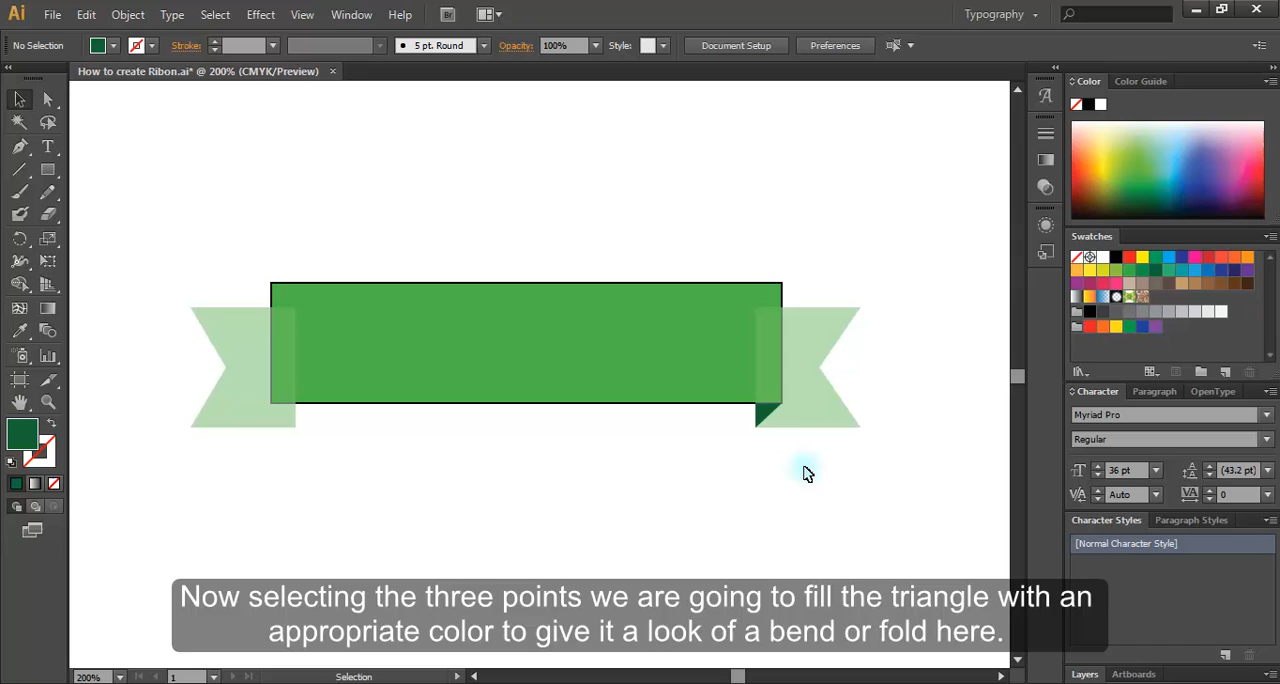 Ai File Edit Object Type Select Effect View Window Help Br Typography
No Selection Stroke: 5 pt. Round Opacity: 100% Style: Document Setup Preferences
How to create Ribon.ai* @ 200% (CMYK/Preview) ×
Color Color Guide
Swatches
Character Paragraph OpenType
Myriad Pro
Regular
36 pt (43.2 pt)
Auto 0
Character Styles Paragraph Styles
[Normal Character Style]
Now selecting the three points we are going to fill the triangle with an
appropriate color to give it a look of a bend or fold here.
200% 1 Selection Layers Artboards